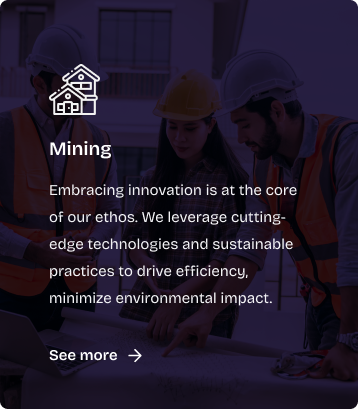 Mining
Embracing innovation is at the core
of our ethos. We leverage cutting-
edge technologies and sustainable
practices to drive efficiency,
minimize environmental impact.
See more